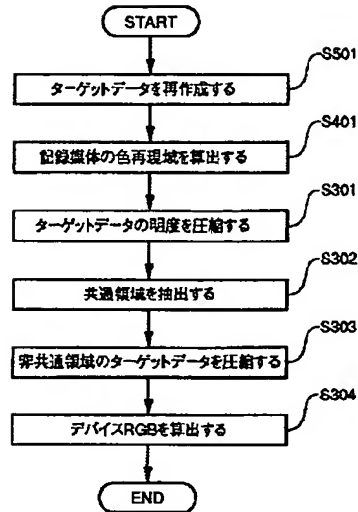 START
S501
ターゲットデータを再作成する
S401
記録媒体の色再現域を算出する
S301
ターゲットデータの明度を圧縮する
S302
共通領域を抽出する
S303
非共通領域のターゲットデータを圧縮する
S304
デバイスRGBを算出する
END